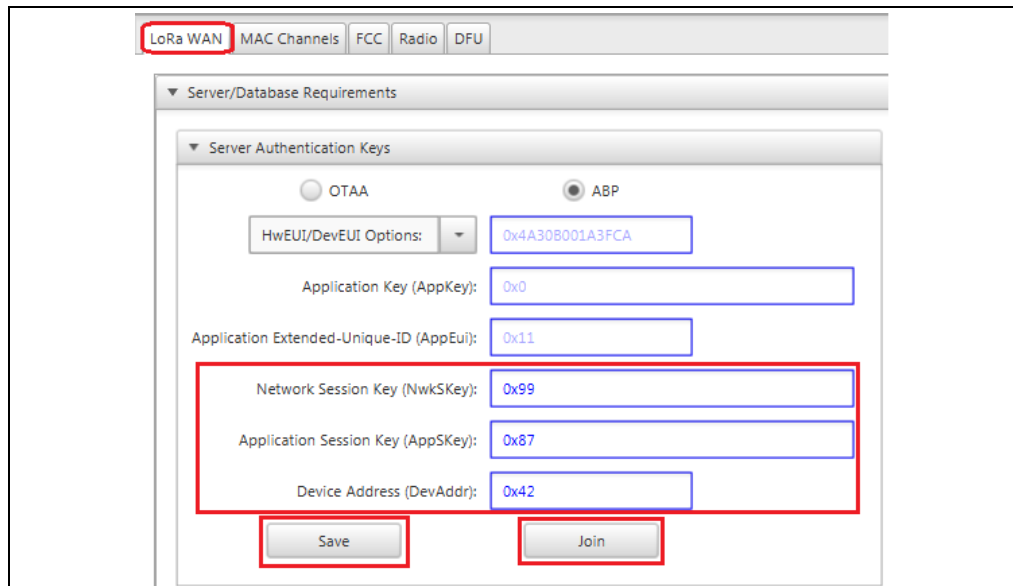 LoRa WAN MAC Channels FCC Radio DFU
Server/Database Requirements
Server Authentication Keys
OTAA ABP
HwEUI/DevEUI Options: 0x4A30B001A3FCA
Application Key (AppKey): 0x0
Application Extended-Unique-ID (AppEui): 0x11
Network Session Key (NwkSKey): 0x99
Application Session Key (AppSKey): 0x87
Device Address (DevAddr): 0x42
Save Join